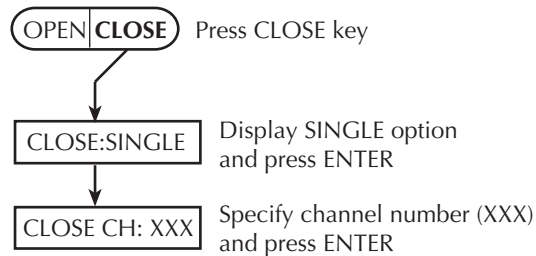 OPEN CLOSE Press CLOSE key
CLOSE:SINGLE
Display SINGLE option
and press ENTER
CLOSE CH: XXX
Specify channel number (XXX)
and press ENTER